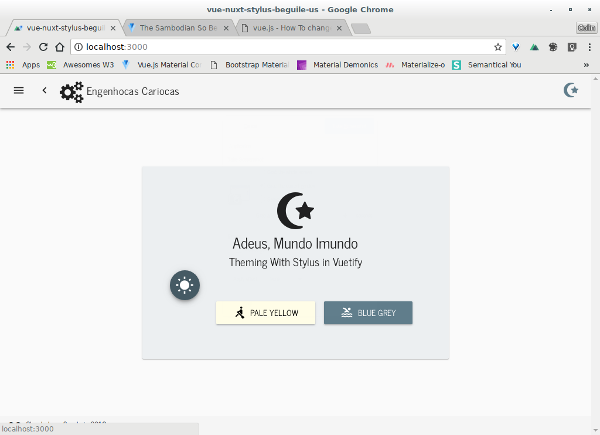 vue-nuxt-stylus-beguile-us - Google Chrome
vue-nuxt-stylus-beguil
The Sambodian So Be
vue.js - How To chang
localhost:3000
Apps
Awesomes W3
Vue.js Material Co
Bootstrap Material
Material Demonics
Materialize-o
Semantical You
»
Engenhocas Cariocas
Adeus, Mundo Imundo
Theming With Stylus in Vuetify
PALE YELLOW
BLUE GREY
localhost:3000